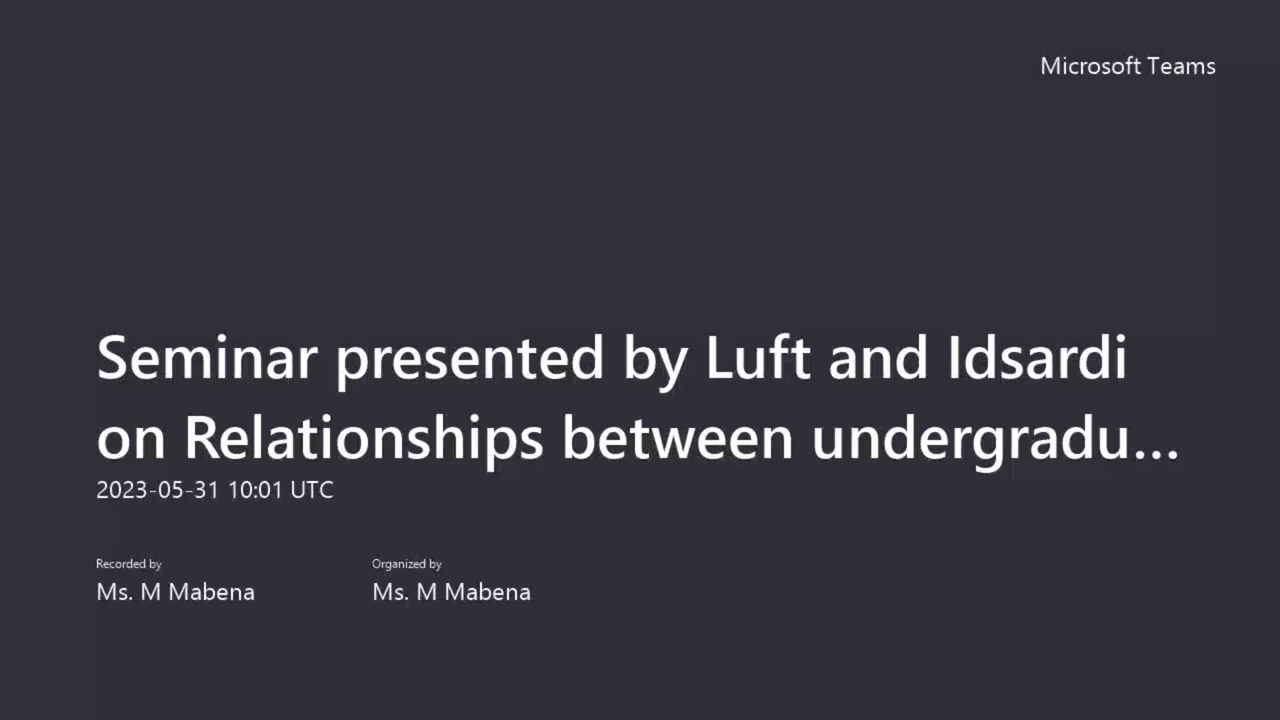 Microsoft Teams
Seminar presented by Luft and Idsardi
on Relationships between undergradu...
2023-05-31 10:01 UTC
Recorded by
Ms. M Mabena
Organized by
Ms. M Mabena